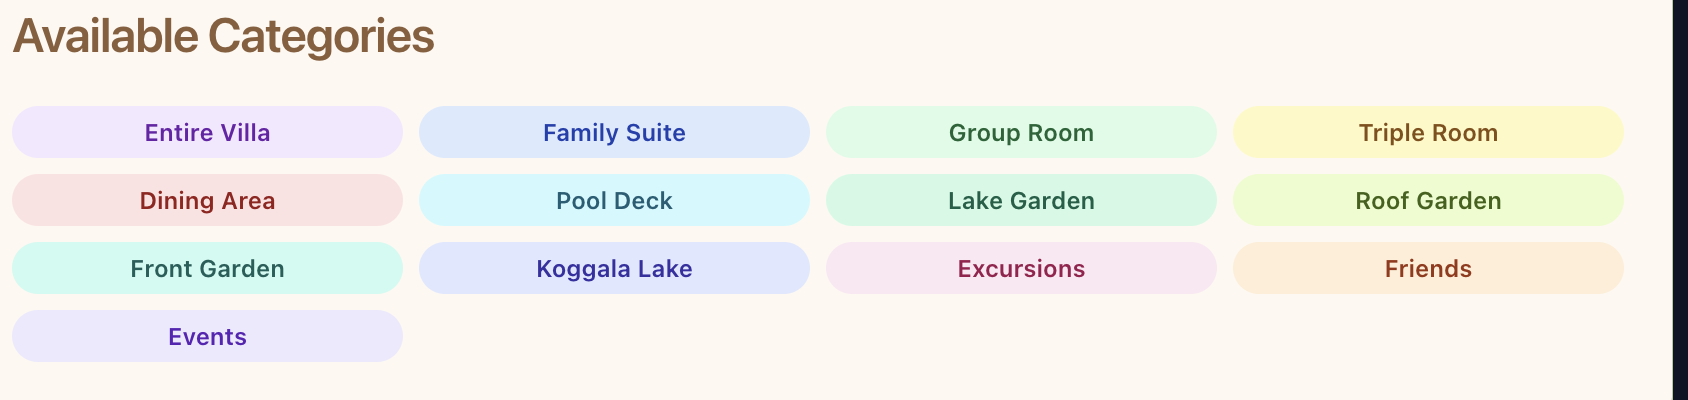 Available Categories
Entire Villa
Family Suite
Group Room
Triple Room
Dining Area
Pool Deck
Lake Garden
Roof Garden
Front Garden
Koggala Lake
Excursions
Friends
Events